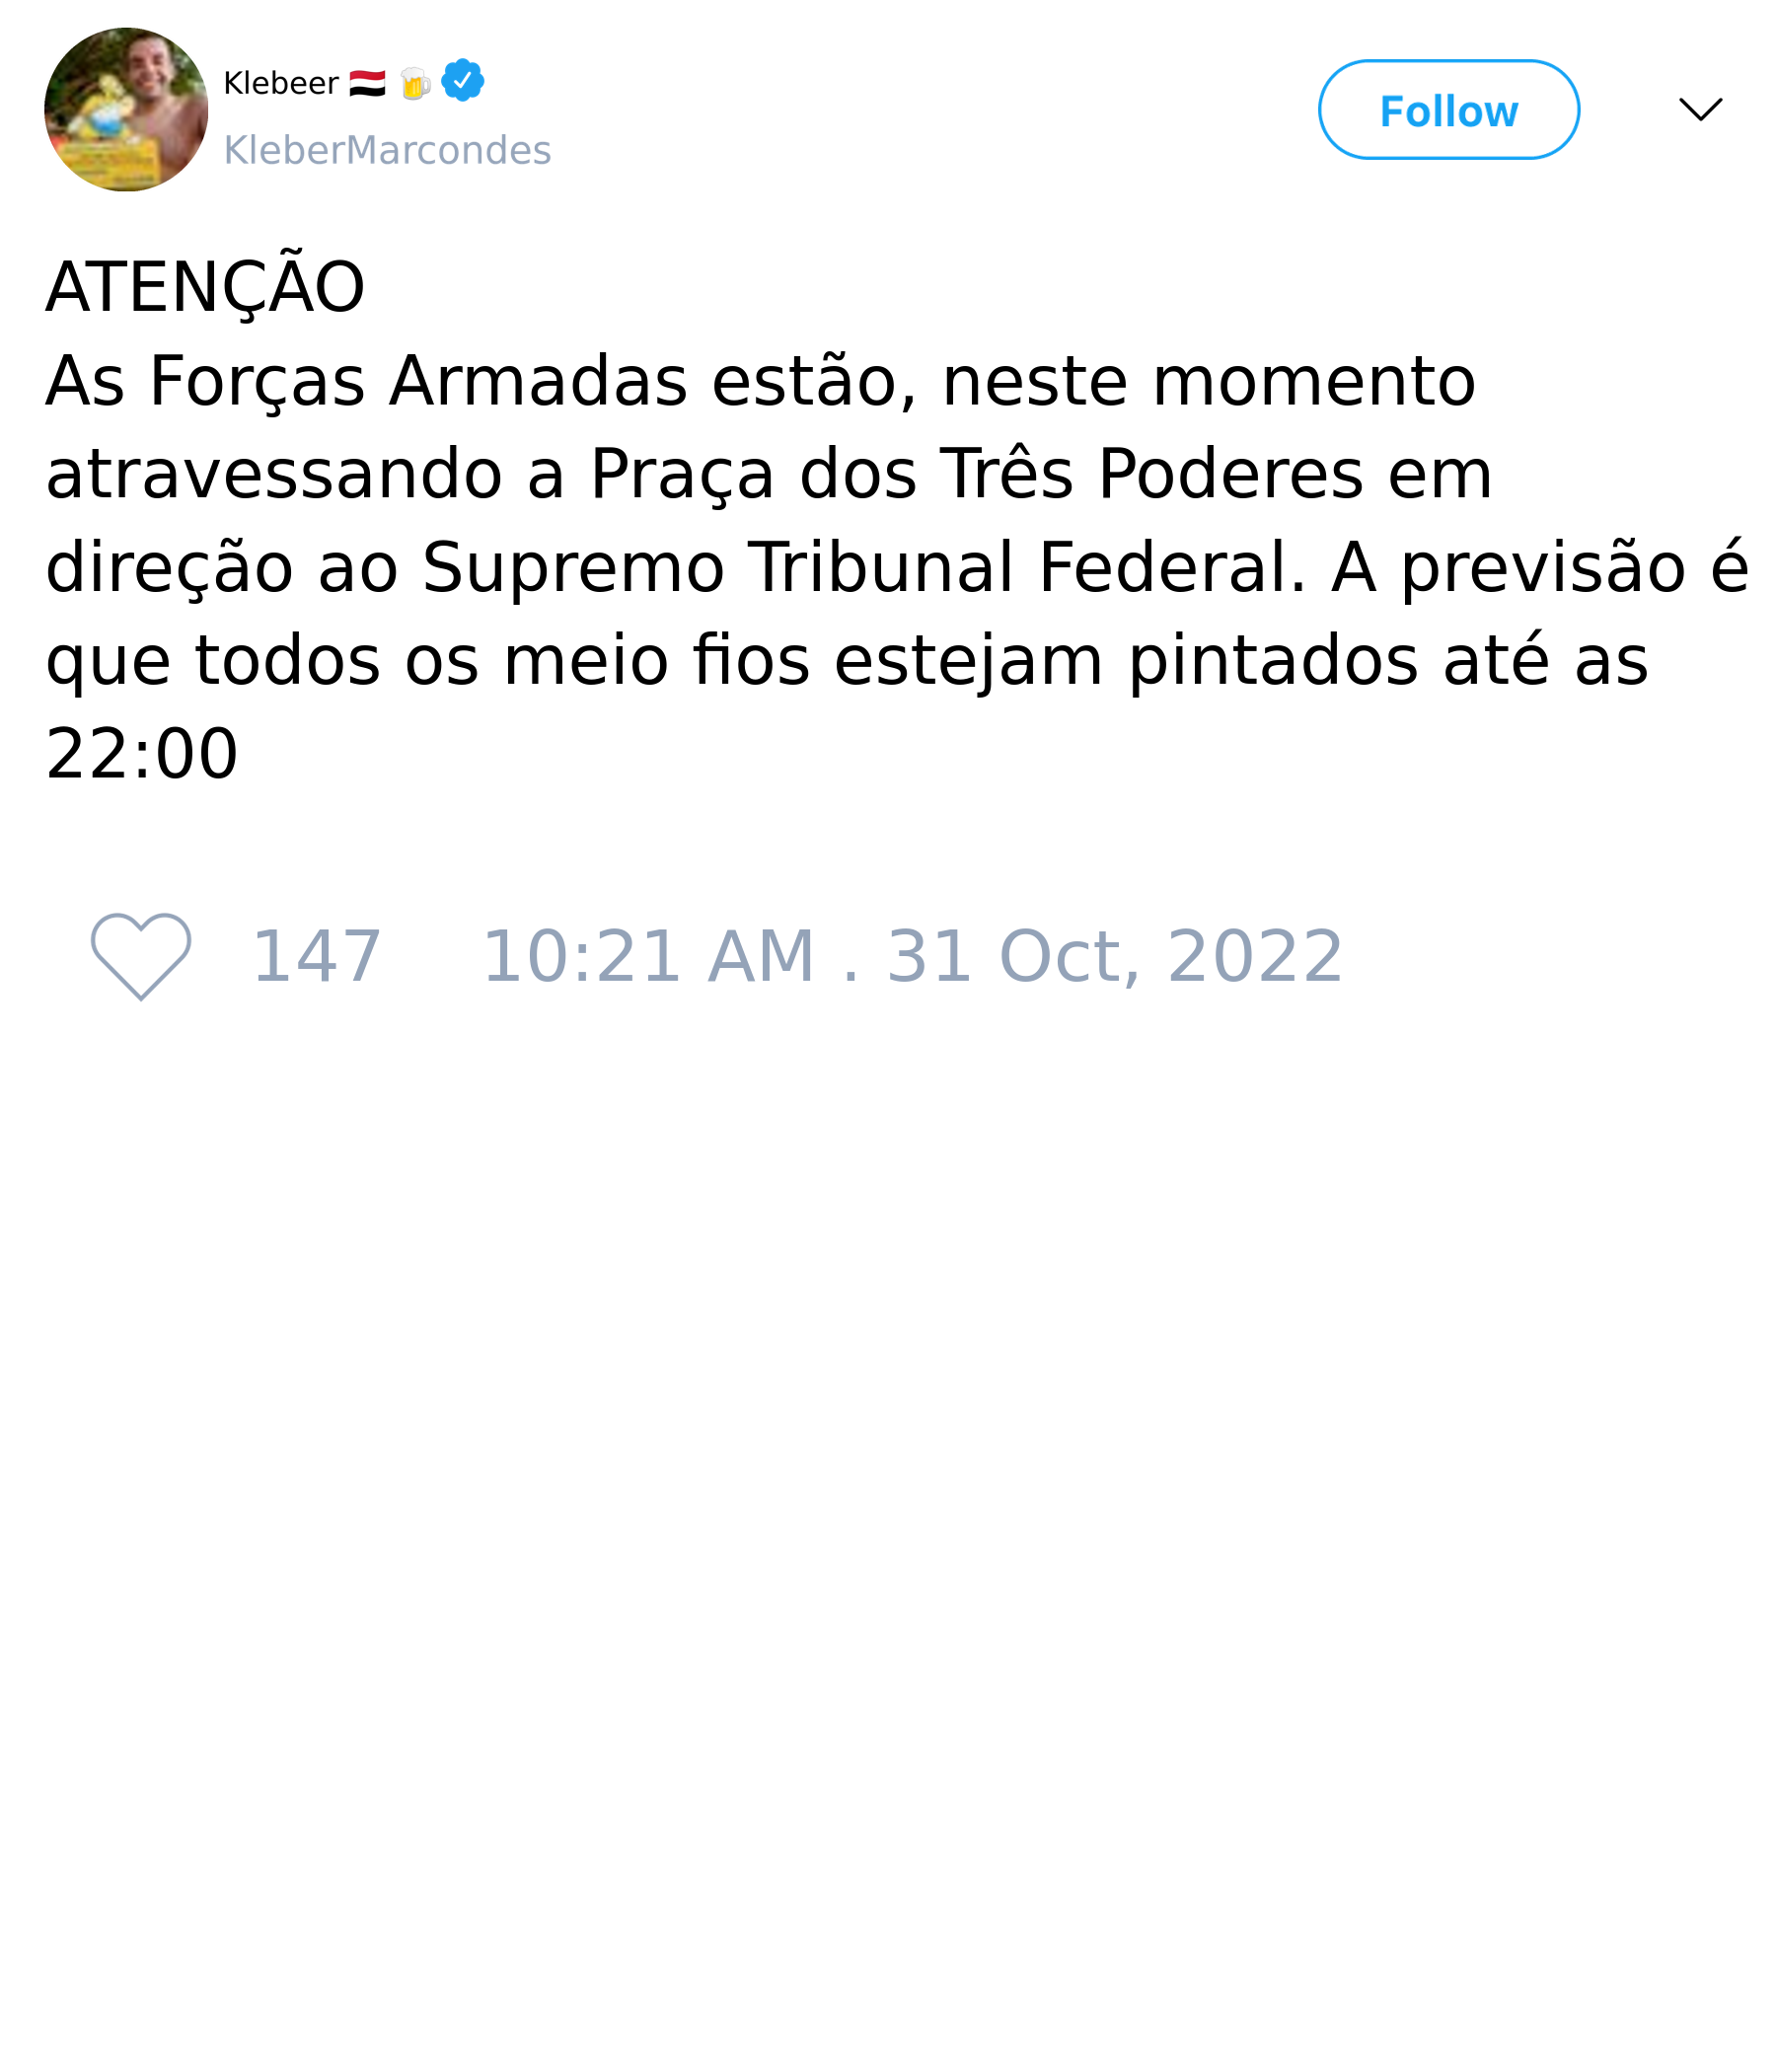 Klebeer 🇾🇪 🍺
KleberMarcondes
Follow
ATENÇÃO
As Forças Armadas estão, neste momento
atravessando a Praça dos Três Poderes em
direção ao Supremo Tribunal Federal. A previsão é
que todos os meio fios estejam pintados até as
22:00
147 10:21 AM . 31 Oct, 2022